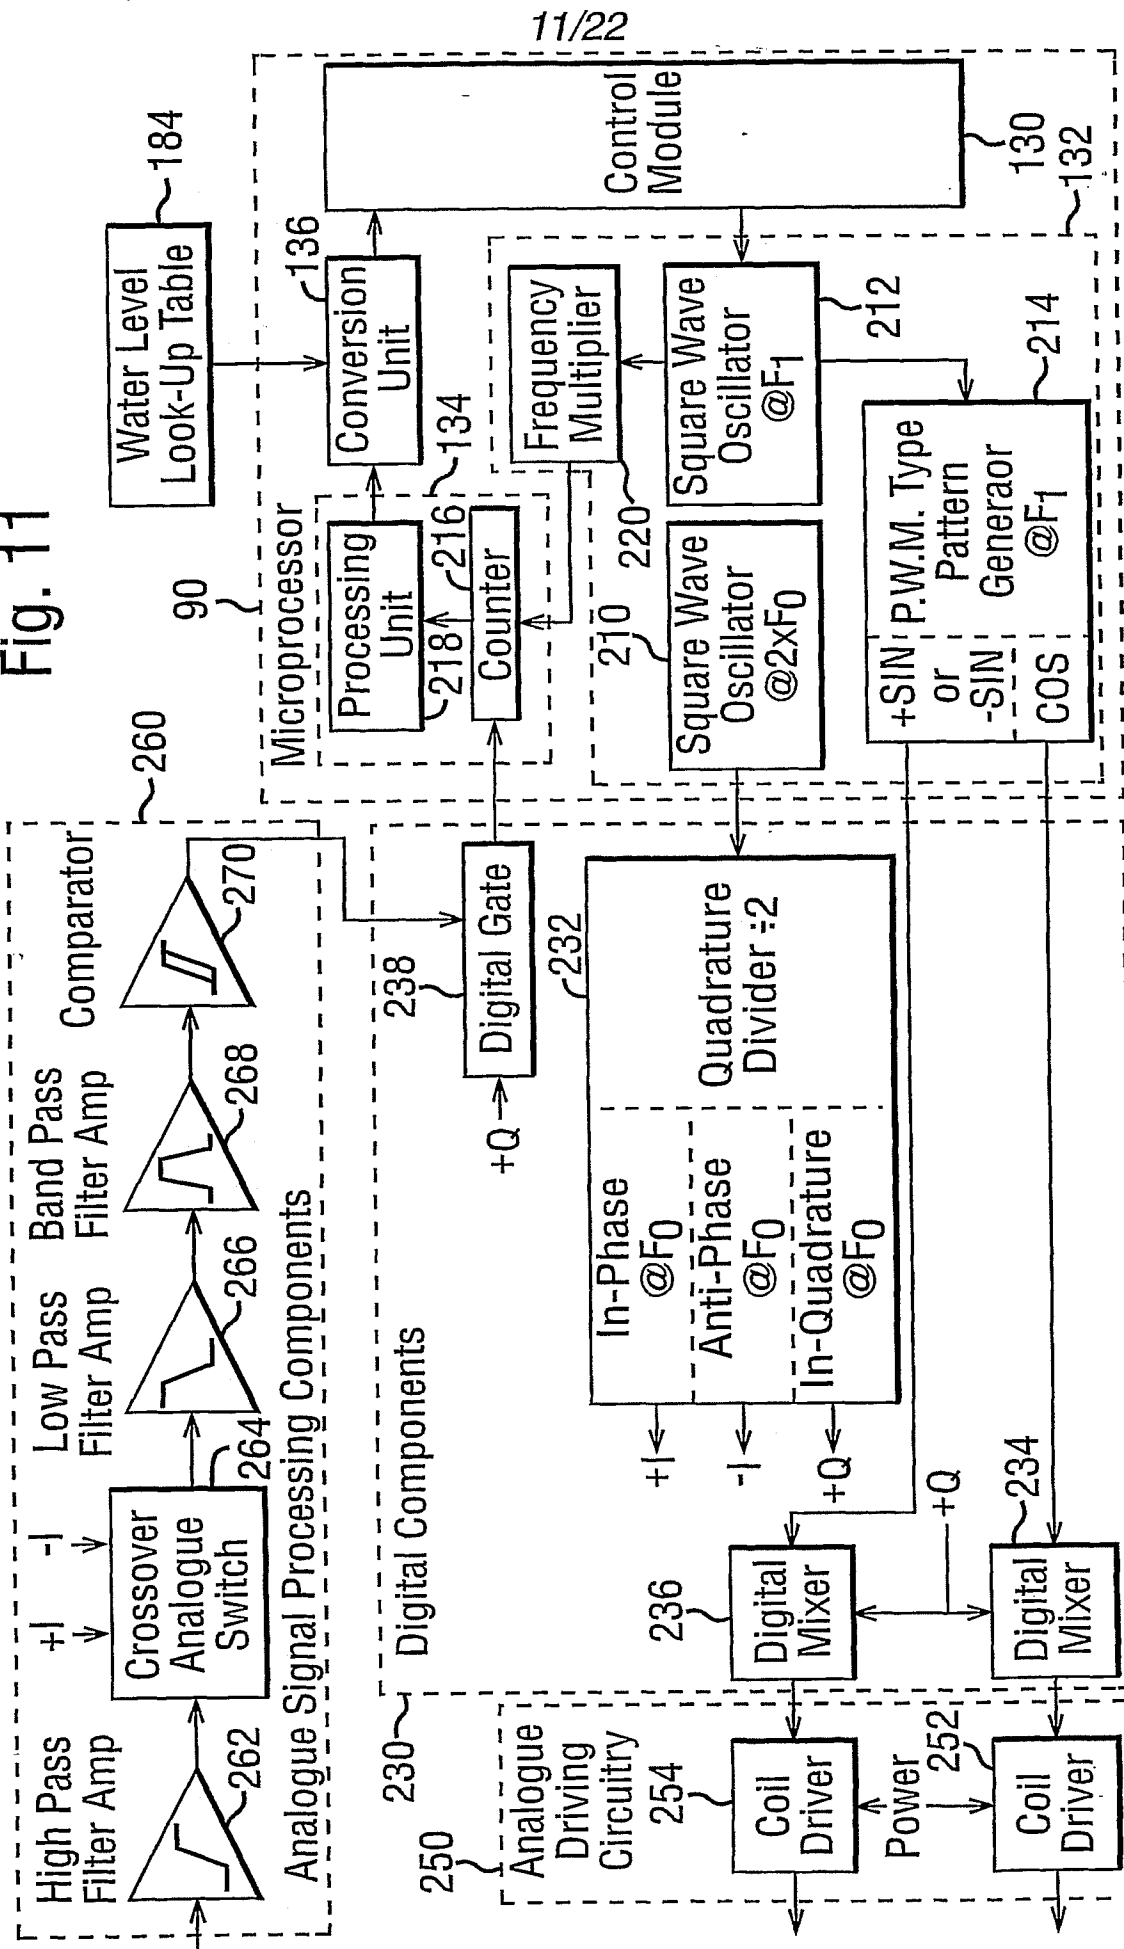 11/22
Fig. 11
260
High Pass
Filter Amp
262
+I
-I
Crossover
Analogue
Switch
264
Low Pass
Filter Amp
266
Band Pass
Filter Amp
268
Comparator
270
Analogue Signal Processing Components
Water Level
Look-Up Table
184
90
Microprocessor
Processing
Unit
218
216
Counter
134
Conversion
Unit
136
Control
Module
130
132
Frequency
Multiplier
220
210
Square Wave
Oscillator
@2xF0
Square Wave
Oscillator
@F1
212
+SIN
or
-SIN
COS
P.W.M. Type
Pattern
Generaor
@F1
214
Digital Components
230
+Q
Digital Gate
238
232
In-Phase
@F0
Anti-Phase
@F0
In-Quadrature
@F0
Quadrature
Divider ÷2
+I
-I
+Q
236
Digital
Mixer
+Q
234
Digital
Mixer
250
Analogue
Driving
Circuitry
254
Coil
Driver
Power
252
Coil
Driver